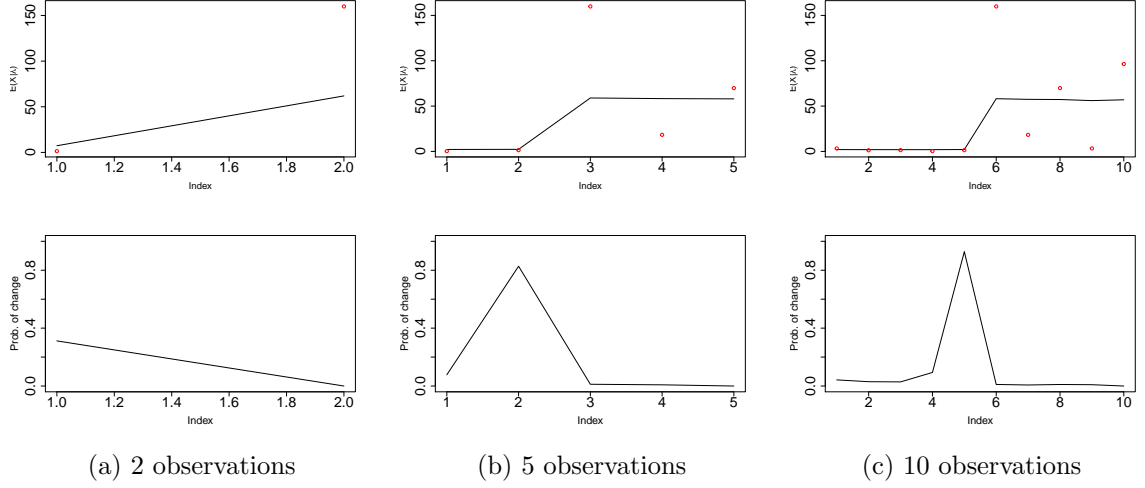 0 50 100 150
E(X|λ)
1.0 1.2 1.4 1.6 1.8 2.0
Index
0 50 100 150
E(X|λ)
1 2 3 4 5
Index
0 50 100 150
E(X|λ)
2 4 6 8 10
Index
0.0 0.4 0.8
Prob. of change
1.0 1.2 1.4 1.6 1.8 2.0
Index
0.0 0.4 0.8
Prob. of change
1 2 3 4 5
Index
0.0 0.4 0.8
Prob. of change
2 4 6 8 10
Index
(a) 2 observations
(b) 5 observations
(c) 10 observations